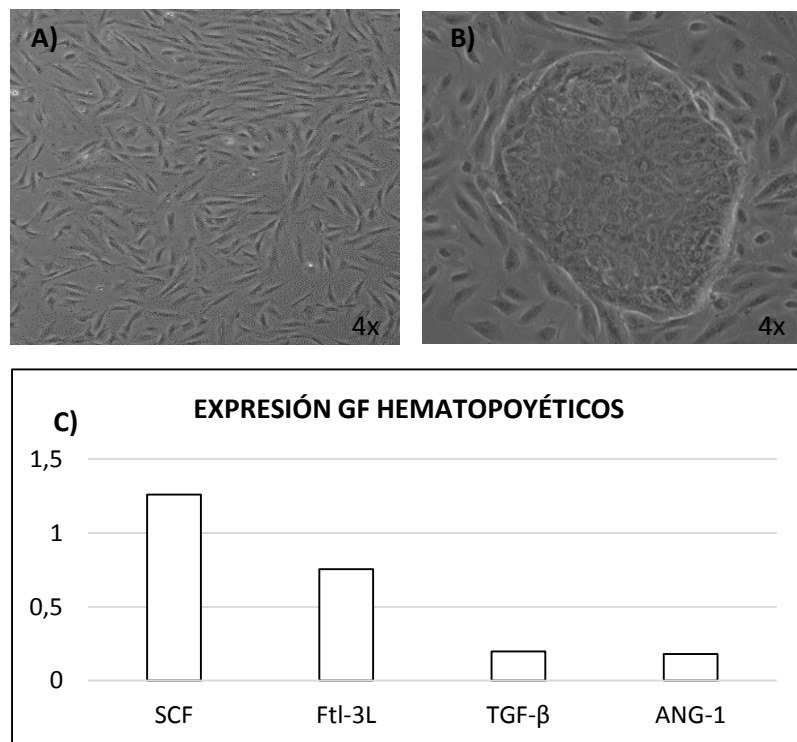 A)
4x
B)
4x
C)
EXPRESIÓN GF HEMATOPOYÉTICOS
1,5
1
0,5
0
SCF Ftl-3L TGF-β ANG-1